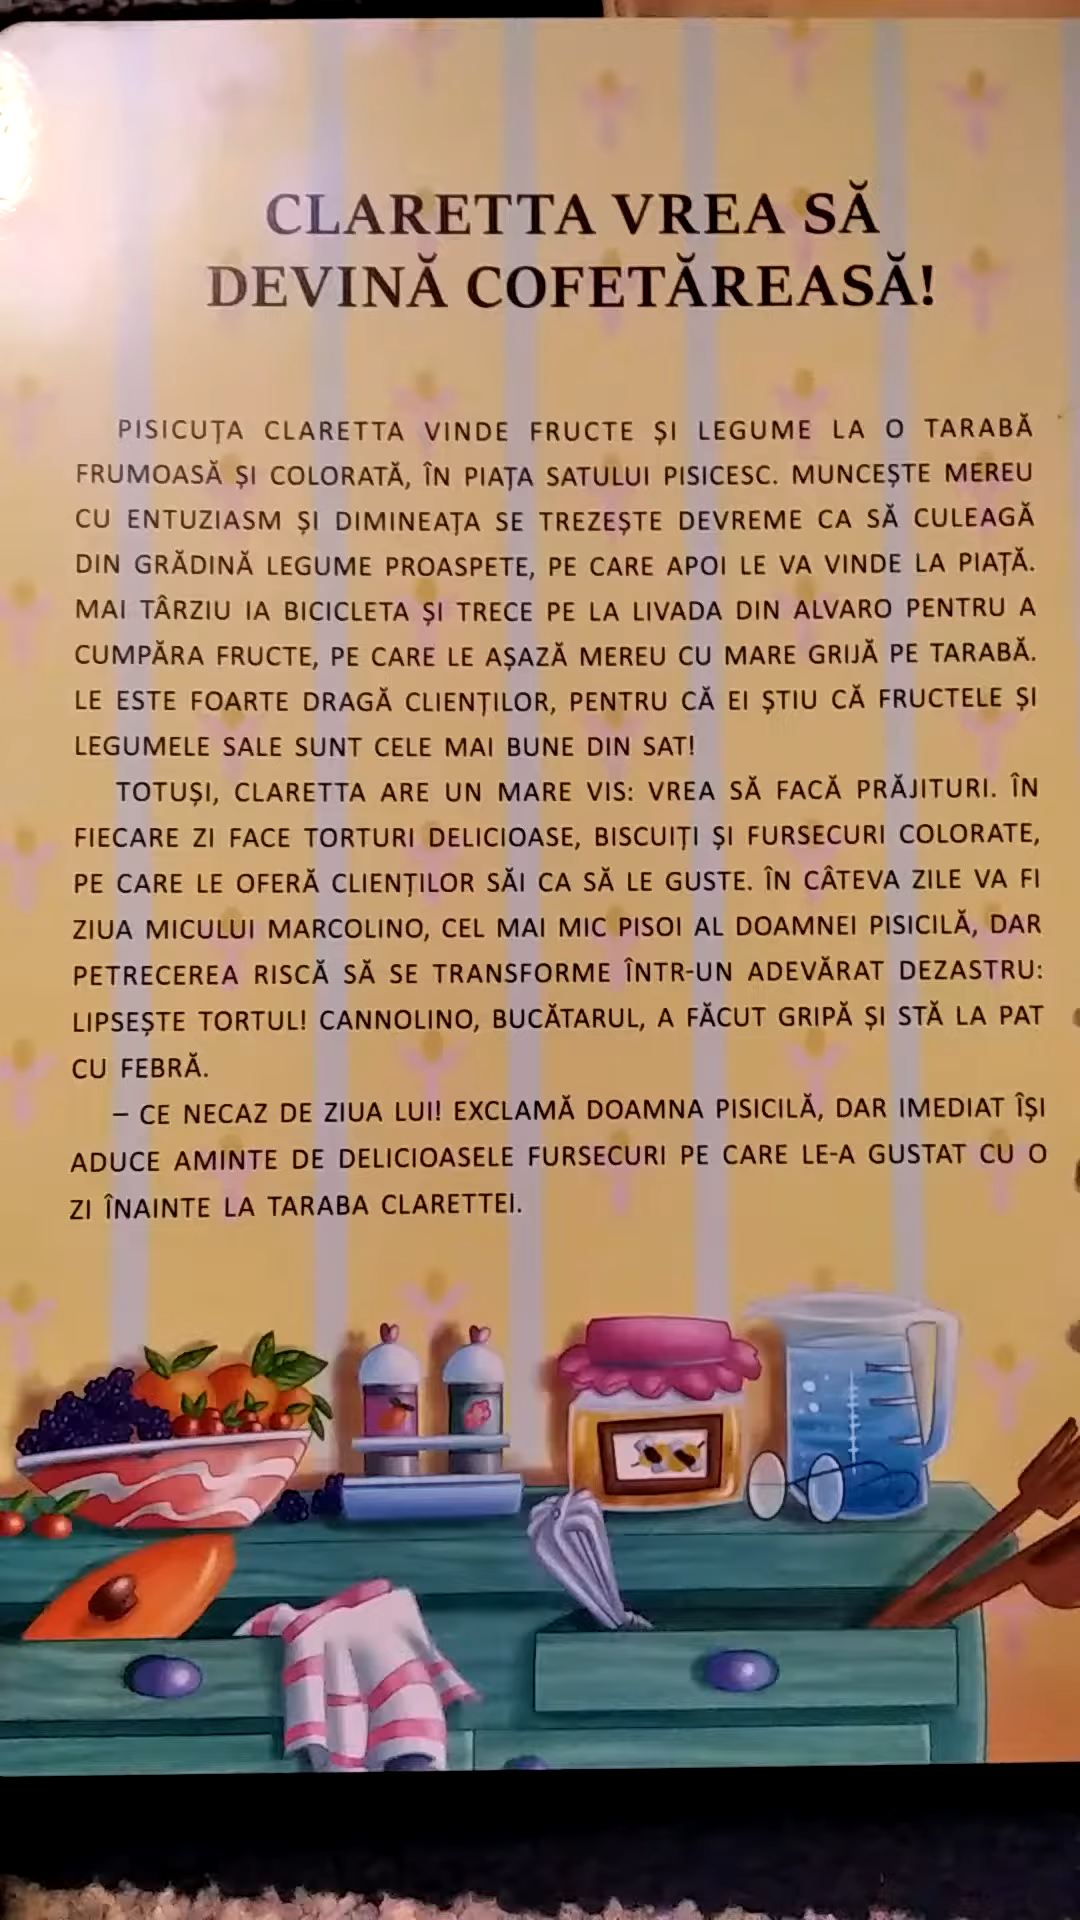 CLARETTA VREA SĂ
DEVINĂ COFETĂREASĂ!
PISICUȚA CLARETTA VINDE FRUCTE ȘI LEGUME LA O TARABĂ
FRUMOASĂ ȘI COLORATĂ, ÎN PIAȚA SATULUI PISICESC. MUNCEȘTE MEREU
CU ENTUZIASM ȘI DIMINEAȚA SE TREZEȘTE DEVREME CA SĂ CULEAGĂ
DIN GRĂDINĂ LEGUME PROASPETE, PE CARE APOI LE VA VINDE LA PIAȚĂ.
MAI TÂRZIU IA BICICLETA ȘI TRECE PE LA LIVADA DIN ALVARO PENTRU A
CUMPĂRA FRUCTE, PE CARE LE AȘAZĂ MEREU CU MARE GRIJĂ PE TARABĂ.
LE ESTE FOARTE DRAGĂ CLIENȚILOR, PENTRU CĂ EI ȘTIU CĂ FRUCTELE ȘI
LEGUMELE SALE SUNT CELE MAI BUNE DIN SAT!
TOTUȘI, CLARETTA ARE UN MARE VIS: VREA SĂ FACĂ PRĂJITURI. ÎN
FIECARE ZI FACE TORTURI DELICIOASE, BISCUIȚI ȘI FURSECURI COLORATE,
PE CARE LE OFERĂ CLIENȚILOR SĂI CA SĂ LE GUSTE. ÎN CÂTEVA ZILE VA FI
ZIUA MICULUI MARCOLINO, CEL MAI MIC PISOI AL DOAMNEI PISICILĂ, DAR
PETRECEREA RISCĂ SĂ SE TRANSFORME ÎNTR-UN ADEVĂRAT DEZASTRU:
LIPSEȘTE TORTUL! CANNOLINO, BUCĂTARUL, A FĂCUT GRIPĂ ȘI STĂ LA PAT
CU FEBRĂ.
– CE NECAZ DE ZIUA LUI! EXCLAMĂ DOAMNA PISICILĂ, DAR IMEDIAT ÎȘI
ADUCE AMINTE DE DELICIOASELE FURSECURI PE CARE LE-A GUSTAT CU O
ZI ÎNAINTE LA TARABA CLARETTEI.